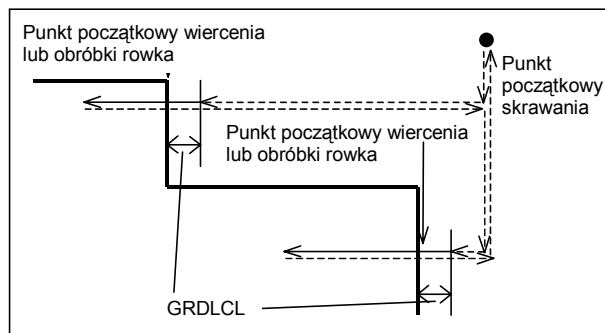 Punkt początkowy wiercenia
lub obróbki rowka
Punkt
początkowy
skrawania
Punkt początkowy wiercenia
lub obróbki rowka
GRDLCL